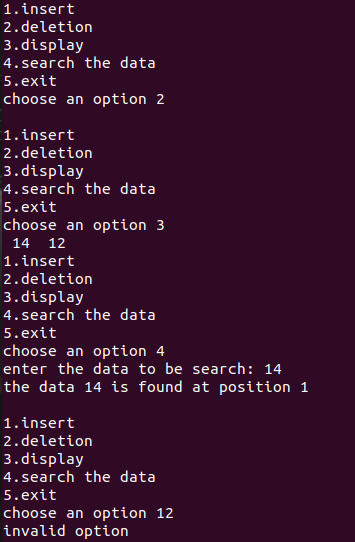 1.insert
2.deletion
3.display
4.search the data
5.exit
choose an option 2
1.insert
2.deletion
3.display
4.search the data
5.exit
choose an option 3
14  12
1.insert
2.deletion
3.display
4.search the data
5.exit
choose an option 4
enter the data to be search: 14
the data 14 is found at position 1
1.insert
2.deletion
3.display
4.search the data
5.exit
choose an option 12
invalid option